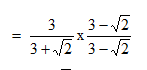 = 3/(3+√2) x (3−√2)/(3−√2)